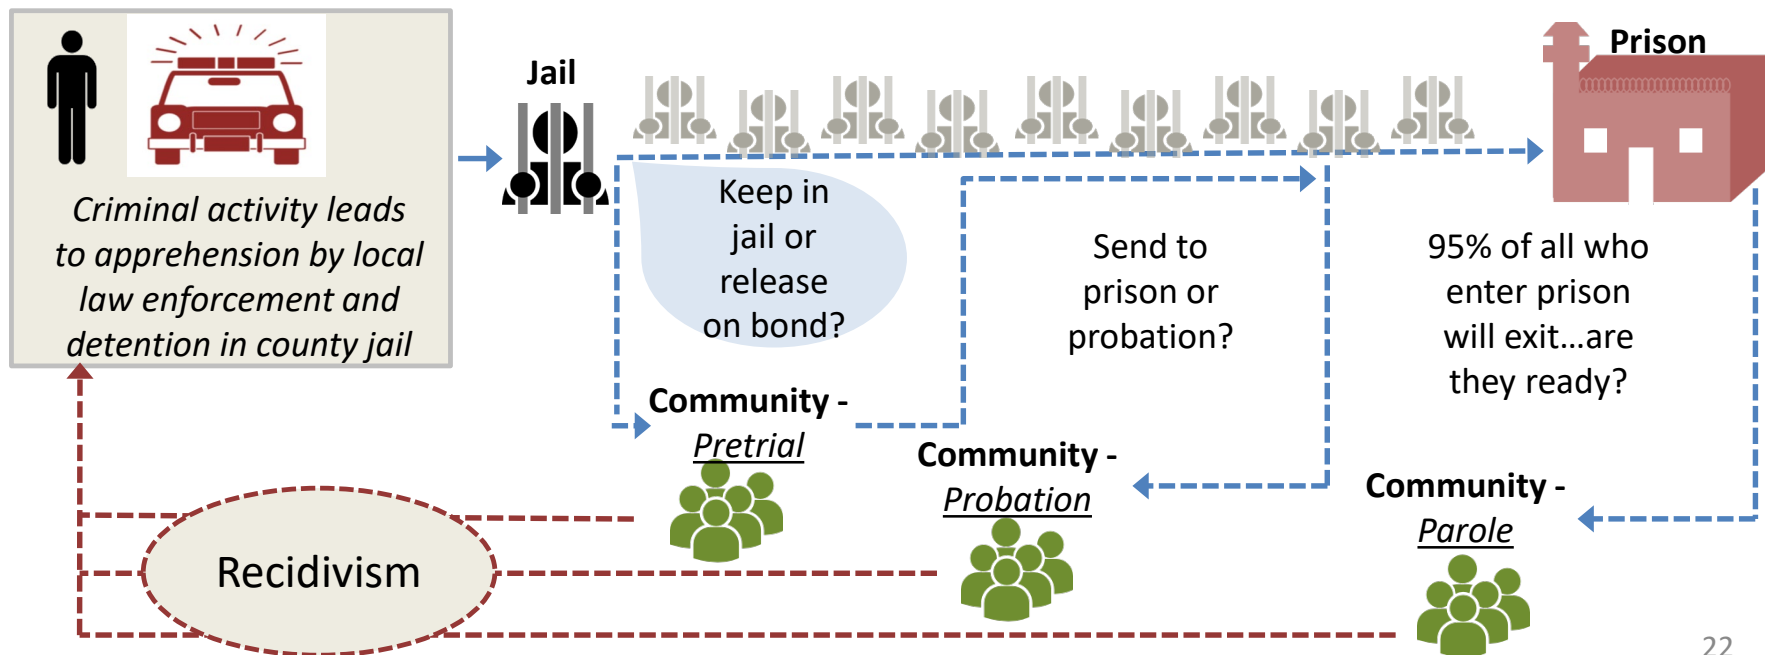 Criminal activity leads
to apprehension by local
law enforcement and
detention in county jail
Jail
Prison
Keep in
jail or
release
on bond?
Send to
prison or
probation?
95% of all who
enter prison
will exit...are
they ready?
Community -
Pretrial
Community -
Probation
Community -
Parole
Recidivism
22